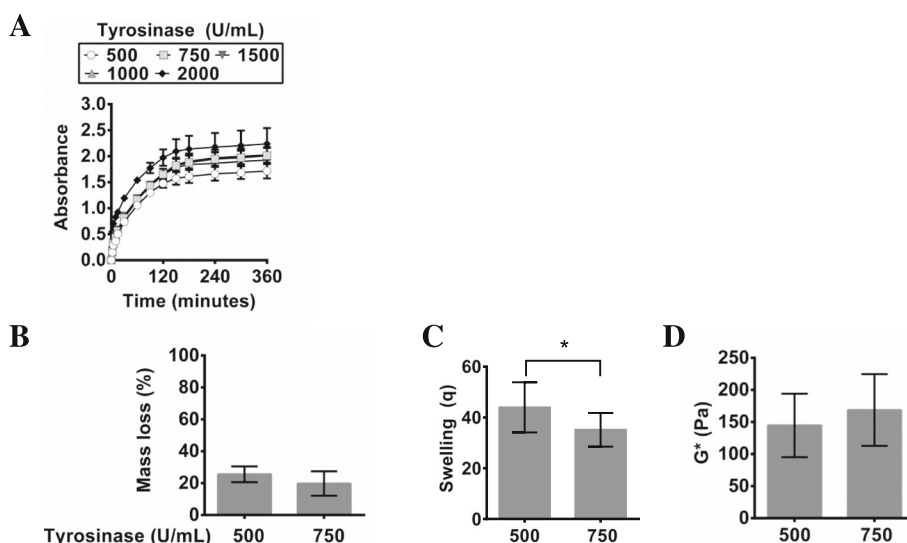 A
Tyrosinase (U/mL)
500 750 1500
1000 2000
3.0
2.5
2.0
1.5
1.0
0.5
0.0
Absorbance
0 120 240 360
Time (minutes)
B
100
80
60
40
20
0
Mass loss (%)
Tyrosinase (U/mL) 500 750
C
*
60
40
20
0
Swelling (q)
500 750
D
250
200
150
100
50
0
G* (Pa)
500 750